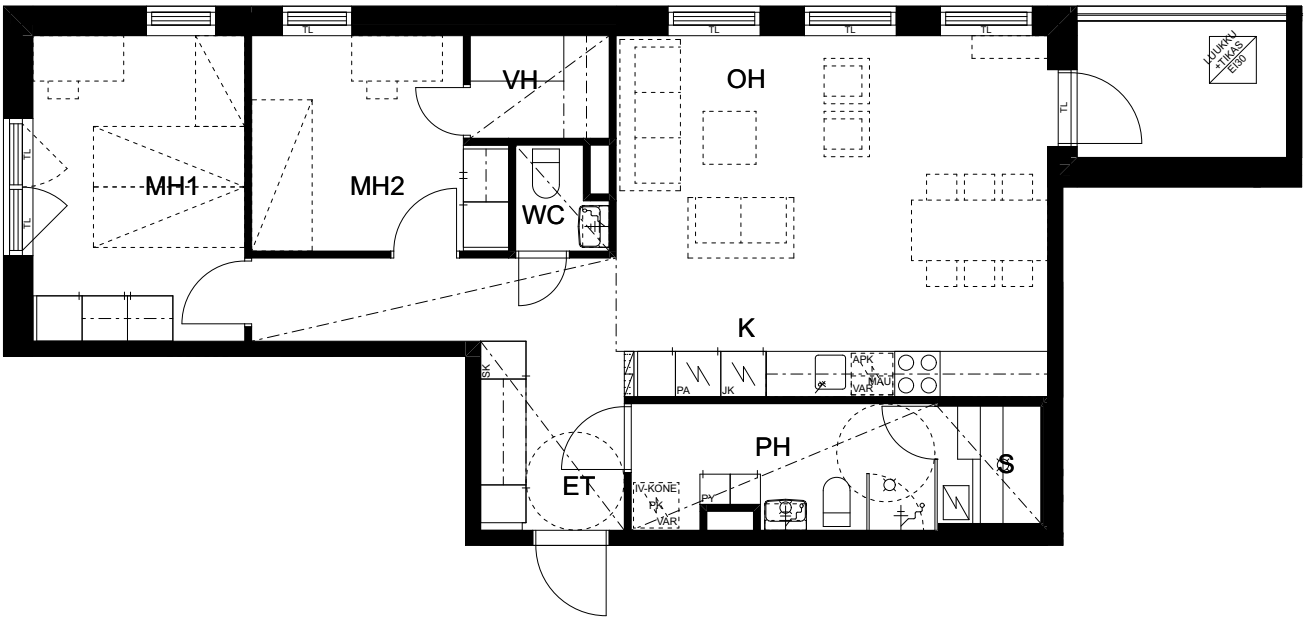 TL
TL
TL
TL
LUUKKU
+TIKAS
EI30
VH
OH
TL
TL
TL
MH1
MH2
WC
K
SK
PA
JK
APK
MAU
VAR
PH
S
ET
IV-KONE
PK
VAR
PY